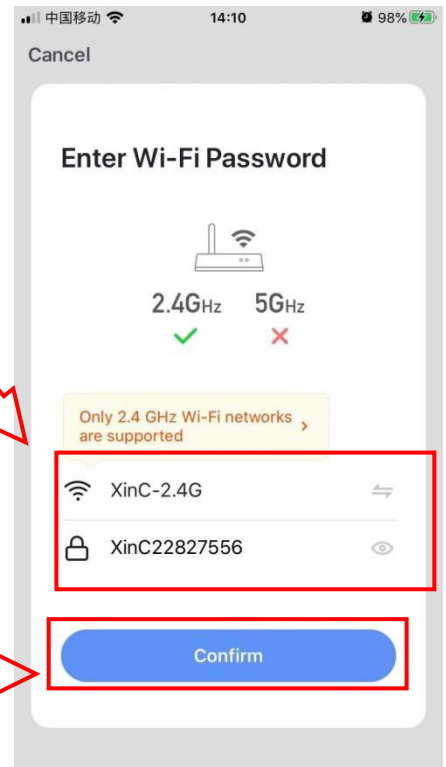 中国移动 14:10 98%
Cancel
Enter Wi-Fi Password
2.4GHz 5GHz
Only 2.4 GHz Wi-Fi networks
are supported
XinC-2.4G
XinC22827556
Confirm